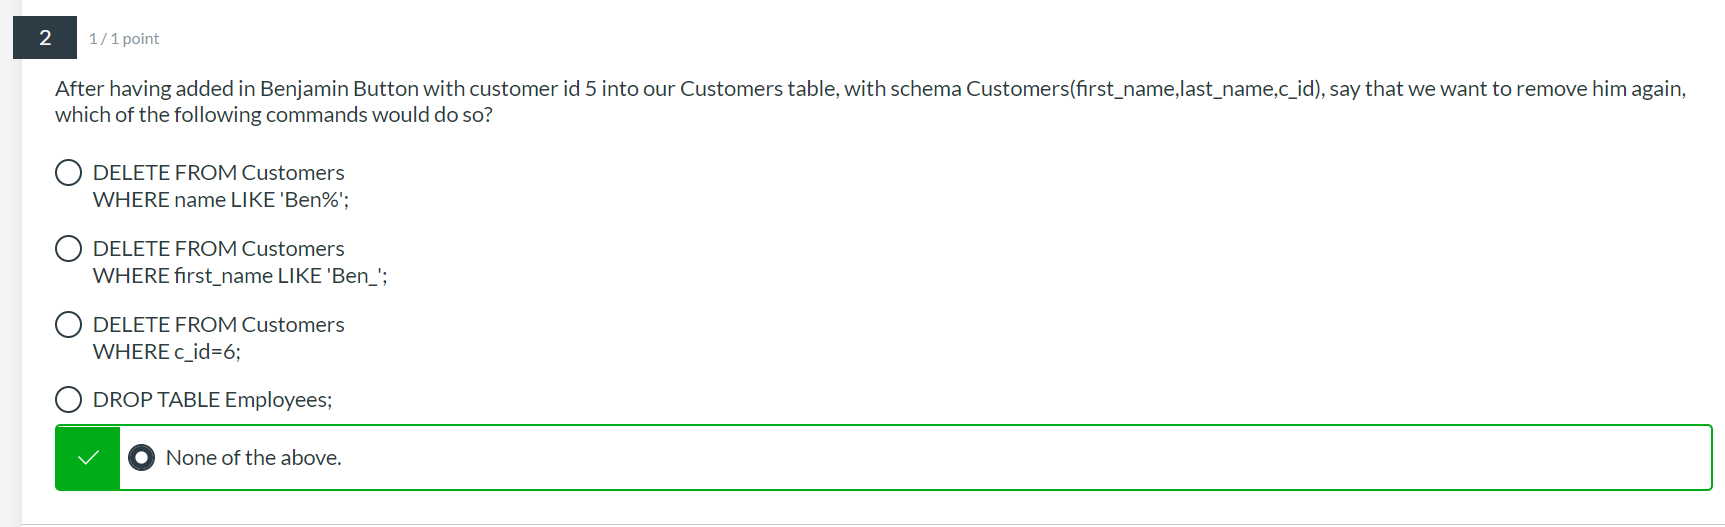 2
1 / 1 point
After having added in Benjamin Button with customer id 5 into our Customers table, with schema Customers(first_name,last_name,c_id), say that we want to remove him again,
which of the following commands would do so?
DELETE FROM Customers
WHERE name LIKE 'Ben%';
DELETE FROM Customers
WHERE first_name LIKE 'Ben_';
DELETE FROM Customers
WHERE c_id=6;
DROP TABLE Employees;
None of the above.